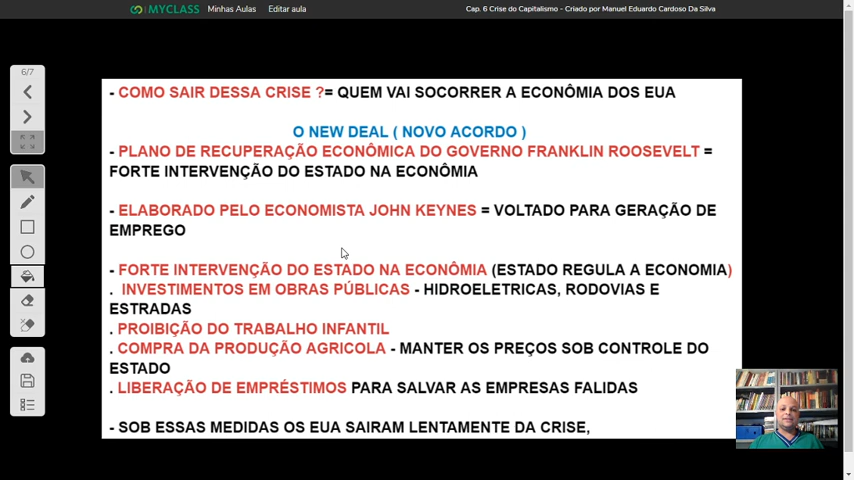 MYCLASS Minhas Aulas Editar aula Cap. 6 Crise do Capitalismo - Criado por Manuel Eduardo Cardoso Da Silva
6/7
- COMO SAIR DESSA CRISE ?= QUEM VAI SOCORRER A ECONÔMIA DOS EUA
O NEW DEAL ( NOVO ACORDO )
- PLANO DE RECUPERAÇÃO ECONÔMICA DO GOVERNO FRANKLIN ROOSEVELT =
FORTE INTERVENÇÃO DO ESTADO NA ECONÔMIA
- ELABORADO PELO ECONOMISTA JOHN KEYNES = VOLTADO PARA GERAÇÃO DE
EMPREGO
- FORTE INTERVENÇÃO DO ESTADO NA ECONÔMIA (ESTADO REGULA A ECONOMIA)
. INVESTIMENTOS EM OBRAS PÚBLICAS - HIDROELETRICAS, RODOVIAS E
ESTRADAS
. PROIBIÇÃO DO TRABALHO INFANTIL
. COMPRA DA PRODUÇÃO AGRICOLA - MANTER OS PREÇOS SOB CONTROLE DO
ESTADO
. LIBERAÇÃO DE EMPRÉSTIMOS PARA SALVAR AS EMPRESAS FALIDAS
- SOB ESSAS MEDIDAS OS EUA SAIRAM LENTAMENTE DA CRISE,